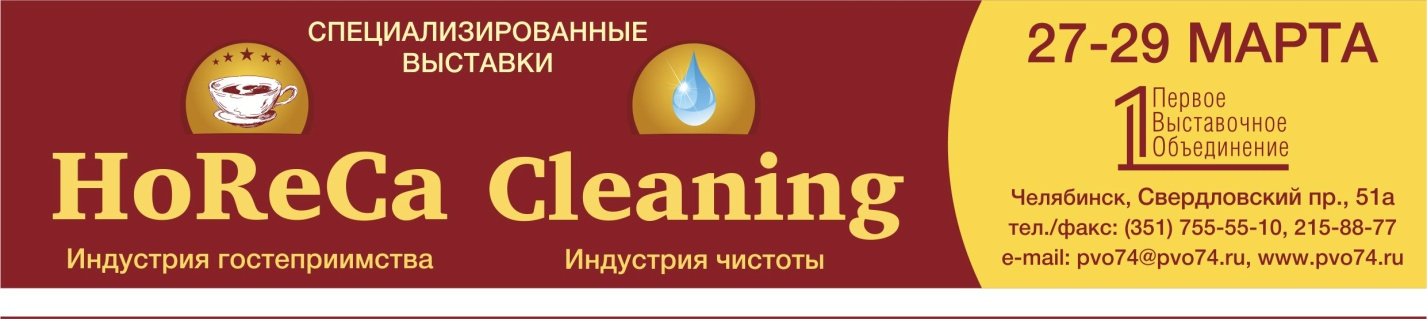 СПЕЦИАЛИЗИРОВАННЫЕ
ВЫСТАВКИ
HoReCa
Индустрия гостеприимства
Cleaning
Индустрия чистоты
27-29 МАРТА
1 Первое
Выставочное
Объединение
Челябинск, Свердловский пр., 51а
тел./факс: (351) 755-55-10, 215-88-77
e-mail: pvo74@pvo74.ru, www.pvo74.ru